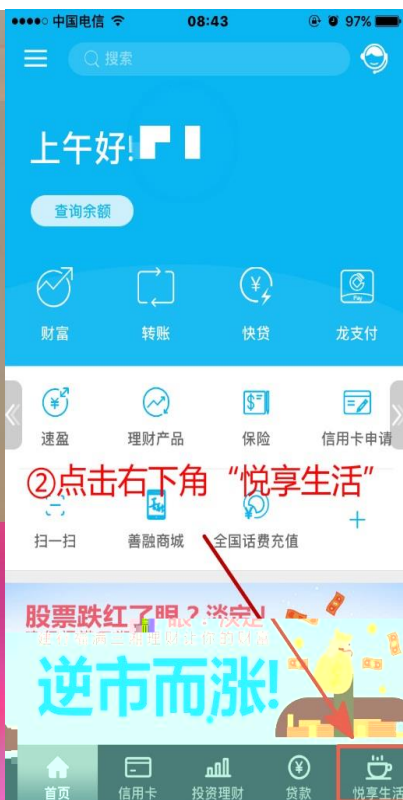 中国电信 08:43 97%
搜索
上午好!
查询余额
财富 转账 快贷 龙支付
速盈 理财产品 保险 信用卡申请
②点击右下角“悦享生活”
扫一扫 善融商城 全国话费充值
股票跌红了眼？淡定！
逆市而涨!
首页 信用卡 投资理财 贷款 悦享生活